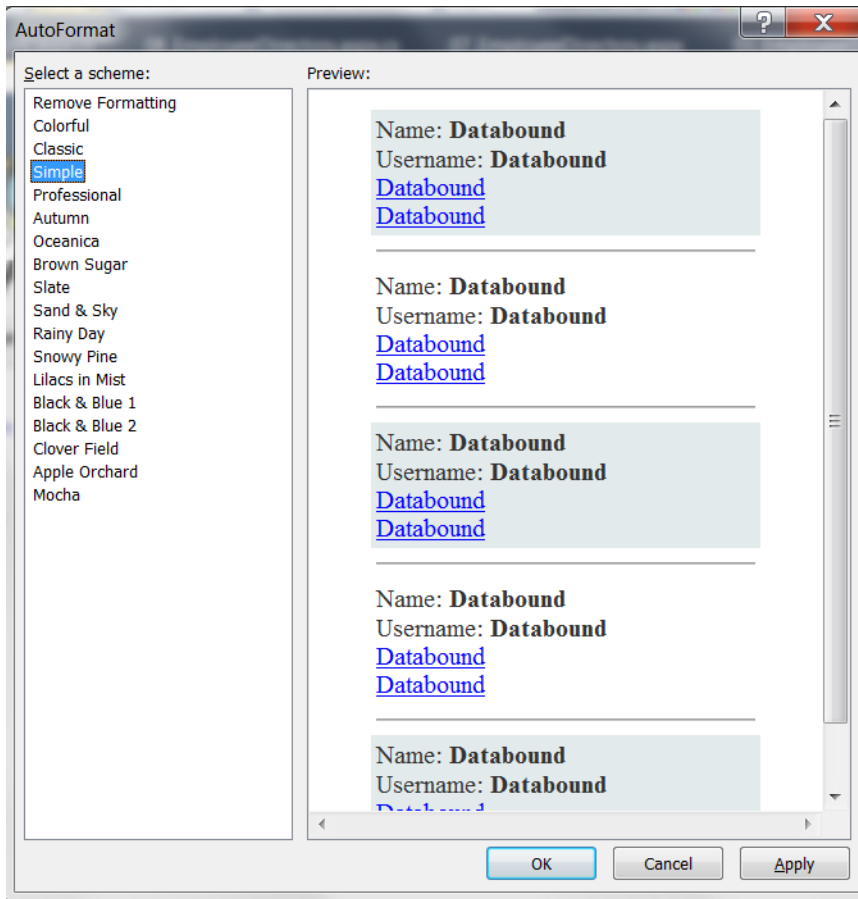 AutoFormat
Select a scheme:
Remove Formatting
Colorful
Classic
Simple
Professional
Autumn
Oceanica
Brown Sugar
Slate
Sand & Sky
Rainy Day
Snowy Pine
Lilacs in Mist
Black & Blue 1
Black & Blue 2
Clover Field
Apple Orchard
Mocha
Preview:
Name: Databound
Username: Databound
Databound
Databound
Name: Databound
Username: Databound
Databound
Databound
Name: Databound
Username: Databound
Databound
Databound
Name: Databound
Username: Databound
Databound
Databound
Name: Databound
Username: Databound
Databound
OK
Cancel
Apply